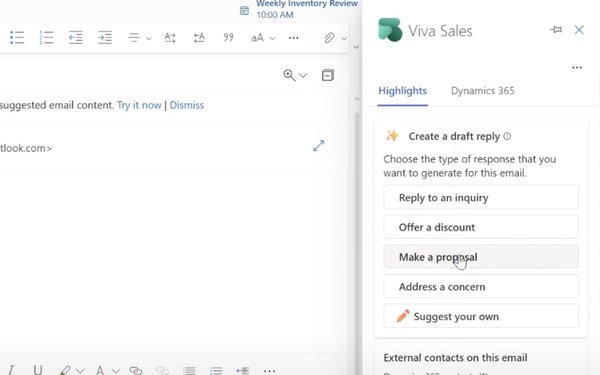 Weekly Inventory Review
10:00 AM
99
aA
suggested email content. Try it now | Dismiss
tlook.com>
I U A
Viva Sales
Highlights Dynamics 365
Create a draft reply
Choose the type of response that you
want to generate for this email.
Reply to an inquiry
Offer a discount
Make a proposal
Address a concern
Suggest your own
External contacts on this email